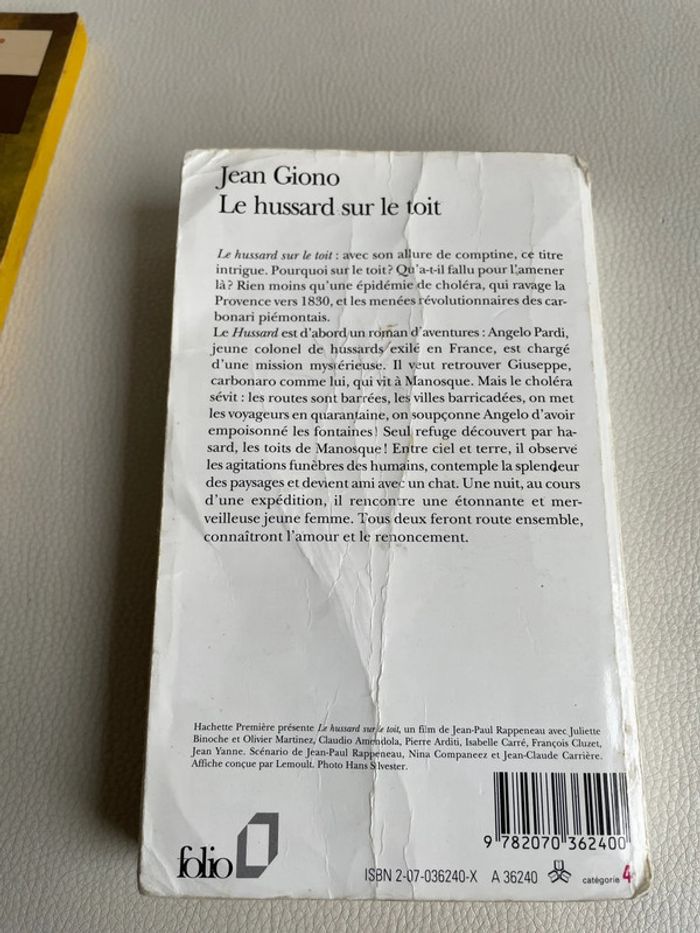 Jean Giono
Le hussard sur le toit
Le hussard sur le toit : avec son allure de comptine, ce titre
intrigue. Pourquoi sur le toit? Qu'a-t-il fallu pour l'amener
là? Rien moins qu'une épidémie de choléra, qui ravage la
Provence vers 1830, et les menées révolutionnaires des car-
bonari piémontais.
Le Hussard est d'abord un roman d'aventures : Angelo Pardi,
jeune colonel de hussards exilé en France, est chargé
d'une mission mystérieuse. Il veut retrouver Giuseppe,
carbonaro comme lui, qui vit à Manosque. Mais le choléra
sévit : les routes sont barrées, les villes barricadées, on met
les voyageurs en quarantaine, on soupçonne Angelo d'avoir
empoisonné les fontaines! Seul refuge découvert par ha-
sard, les toits de Manosque! Entre ciel et terre, il observe
les agitations funèbres des humains, contemple la splendeur
des paysages et devient ami avec un chat. Une nuit, au cours
d'une expédition, il rencontre une étonnante et mer-
veilleuse jeune femme. Tous deux feront route ensemble,
connaîtront l'amour et le renoncement.
Hachette Première présente Le hussard sur le toit, un film de Jean-Paul Rappeneau avec Juliette
Binoche et Olivier Martinez, Claudio Amendola, Pierre Arditi, Isabelle Carré, François Cluzet,
Jean Yanne. Scénario de Jean-Paul Rappeneau, Nina Companeez et Jean-Claude Carrière.
Affiche conçue par Lemoult. Photo Hans Silvester.
9 782070 362400
folio
ISBN 2-07-036240-X A 36240 catégorie 4